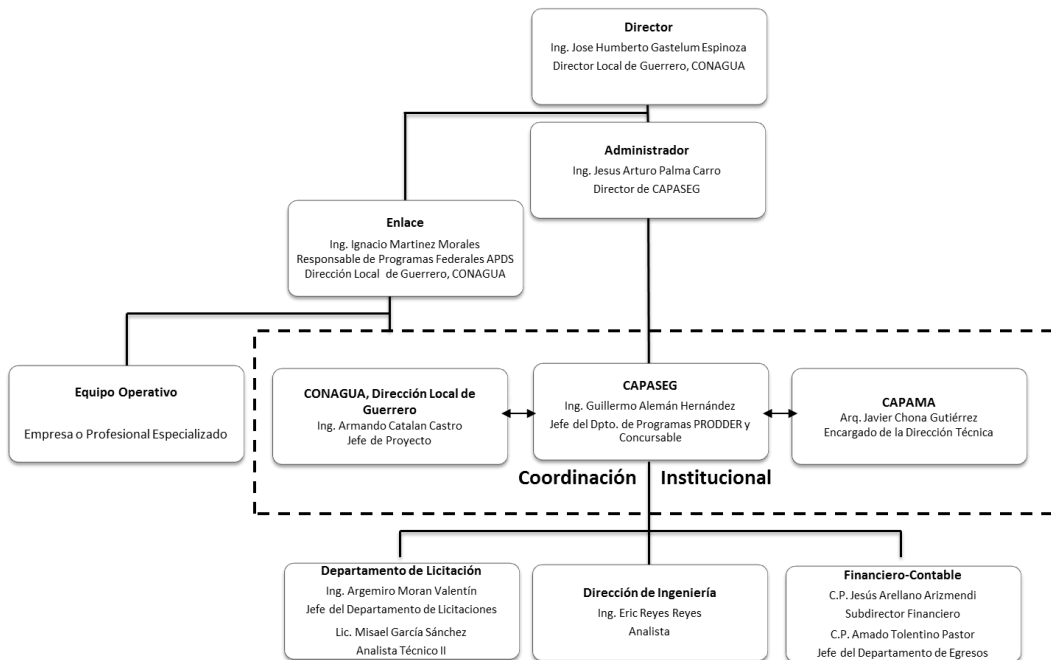 Director
Ing. Jose Humberto Gastelum Espinoza
Director Local de Guerrero, CONAGUA
Administrador
Ing. Jesus Arturo Palma Carro
Director de CAPASEG
Enlace
Ing. Ignacio Martinez Morales
Responsable de Programas Federales APDS
Dirección Local de Guerrero, CONAGUA
Equipo Operativo
Empresa o Profesional Especializado
CONAGUA, Dirección Local de
Guerrero
Ing. Armando Catalan Castro
Jefe de Proyecto
CAPASEG
Ing. Guillermo Alemán Hernández
Jefe del Dpto. de Programas PRODDER y
Concursable
CAPAMA
Arq. Javier Chona Gutiérrez
Encargado de la Dirección Técnica
Coordinación Institucional
Departamento de Licitación
Ing. Argemiro Moran Valentín
Jefe del Departamento de Licitaciones
Lic. Misael García Sánchez
Analista Técnico II
Dirección de Ingeniería
Ing. Eric Reyes Reyes
Analista
Financiero-Contable
C.P. Jesús Arellano Arizmendi
Subdirector Financiero
C.P. Amado Tolentino Pastor
Jefe del Departamento de Egresos